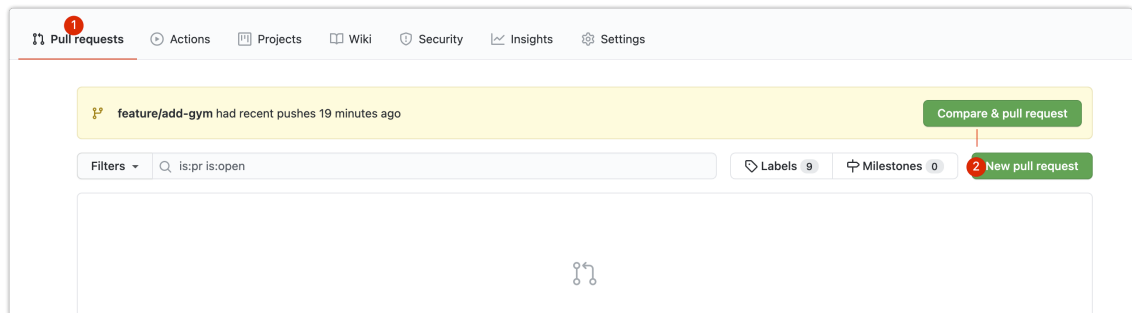 1
Pull requests Actions Projects Wiki Security Insights Settings
feature/add-gym had recent pushes 19 minutes ago Compare & pull request
Filters is:pr is:open Labels 9 Milestones 0 2 New pull request